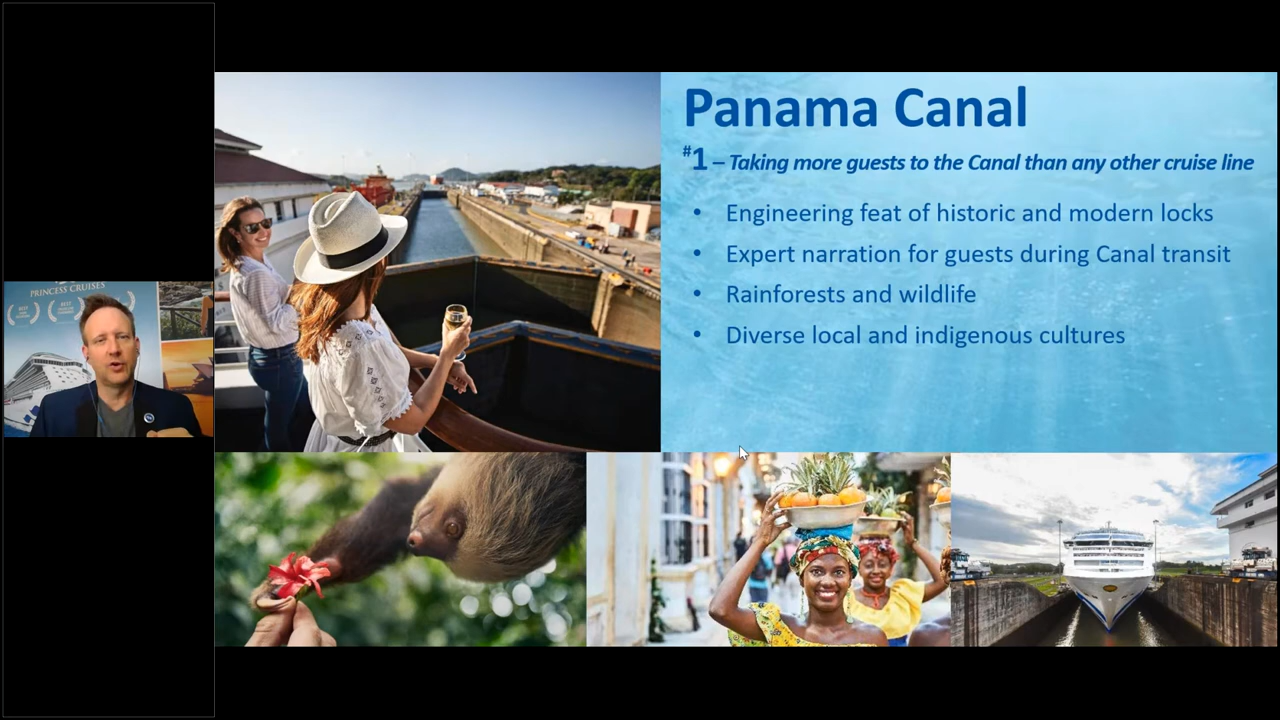 PRINCESS CRUISES
BEST
BEST
Panama Canal
#1 – Taking more guests to the Canal than any other cruise line
• Engineering feat of historic and modern locks
• Expert narration for guests during Canal transit
• Rainforests and wildlife
• Diverse local and indigenous cultures